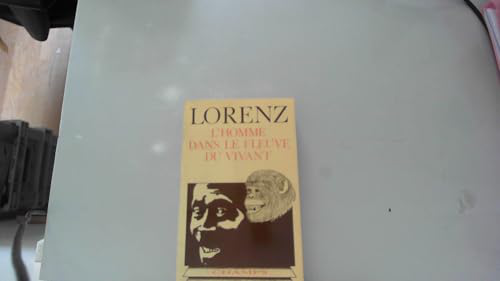 LORENZ
L'HOMME
DANS LE FLEUVE
DU VIVANT
CHAMPS